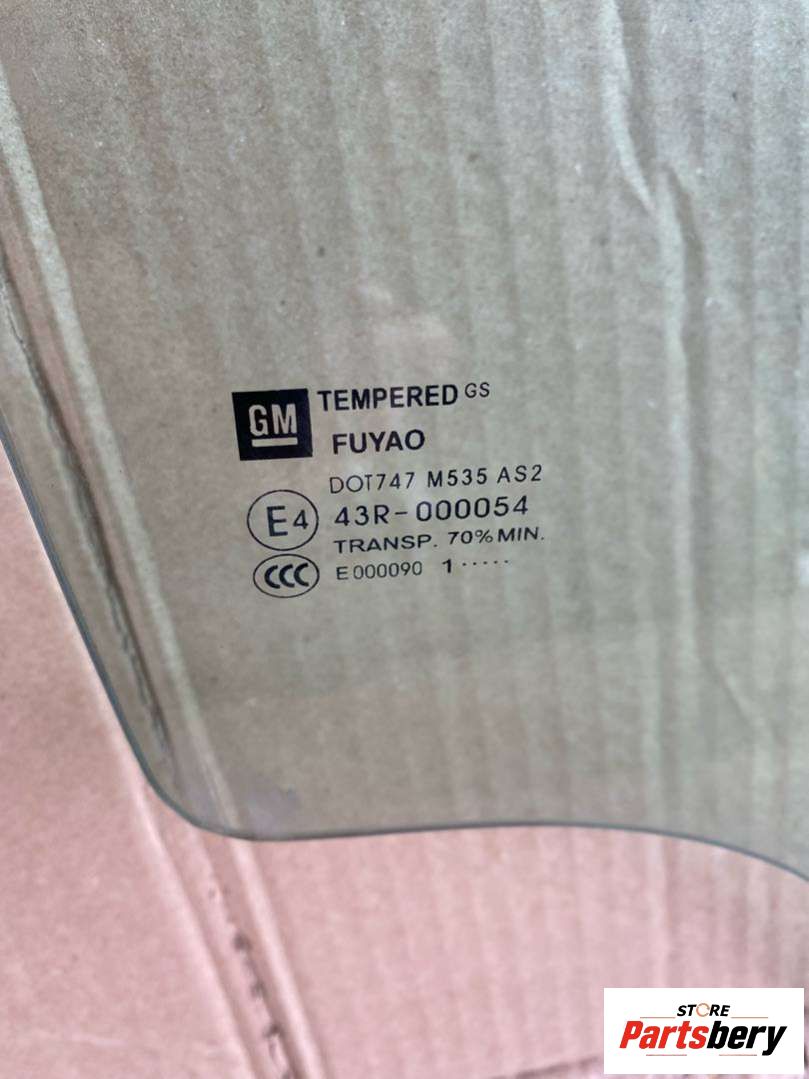 GM
TEMPERED GS
FUYAO
DOT747 M535 AS2
E4 43R-000054
TRANSP. 70% MIN.
CCC E000090 1·····
STORE
Partsbery